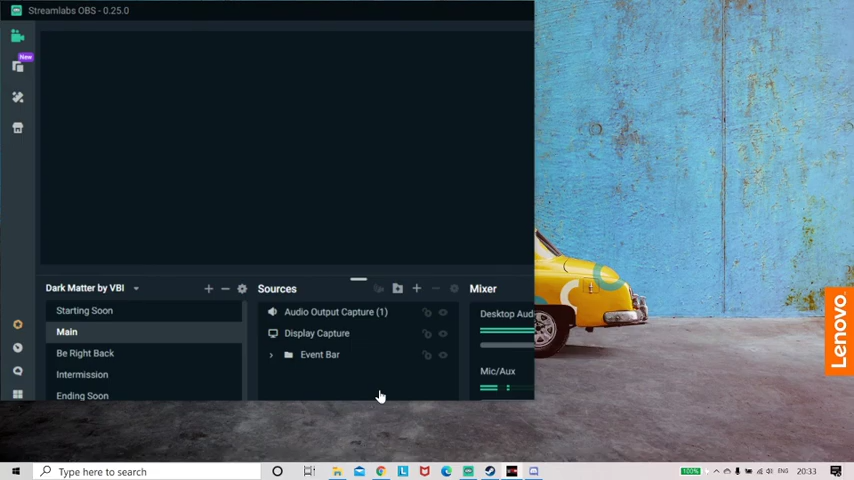 Streamlabs OBS - 0.25.0
New
Dark Matter by VBI
Sources
Mixer
Starting Soon
Main
Be Right Back
Intermission
Ending Soon
Audio Output Capture (1)
Display Capture
Event Bar
Desktop Aud
Mic/Aux
Lenovo
Type here to search
100%
20:33